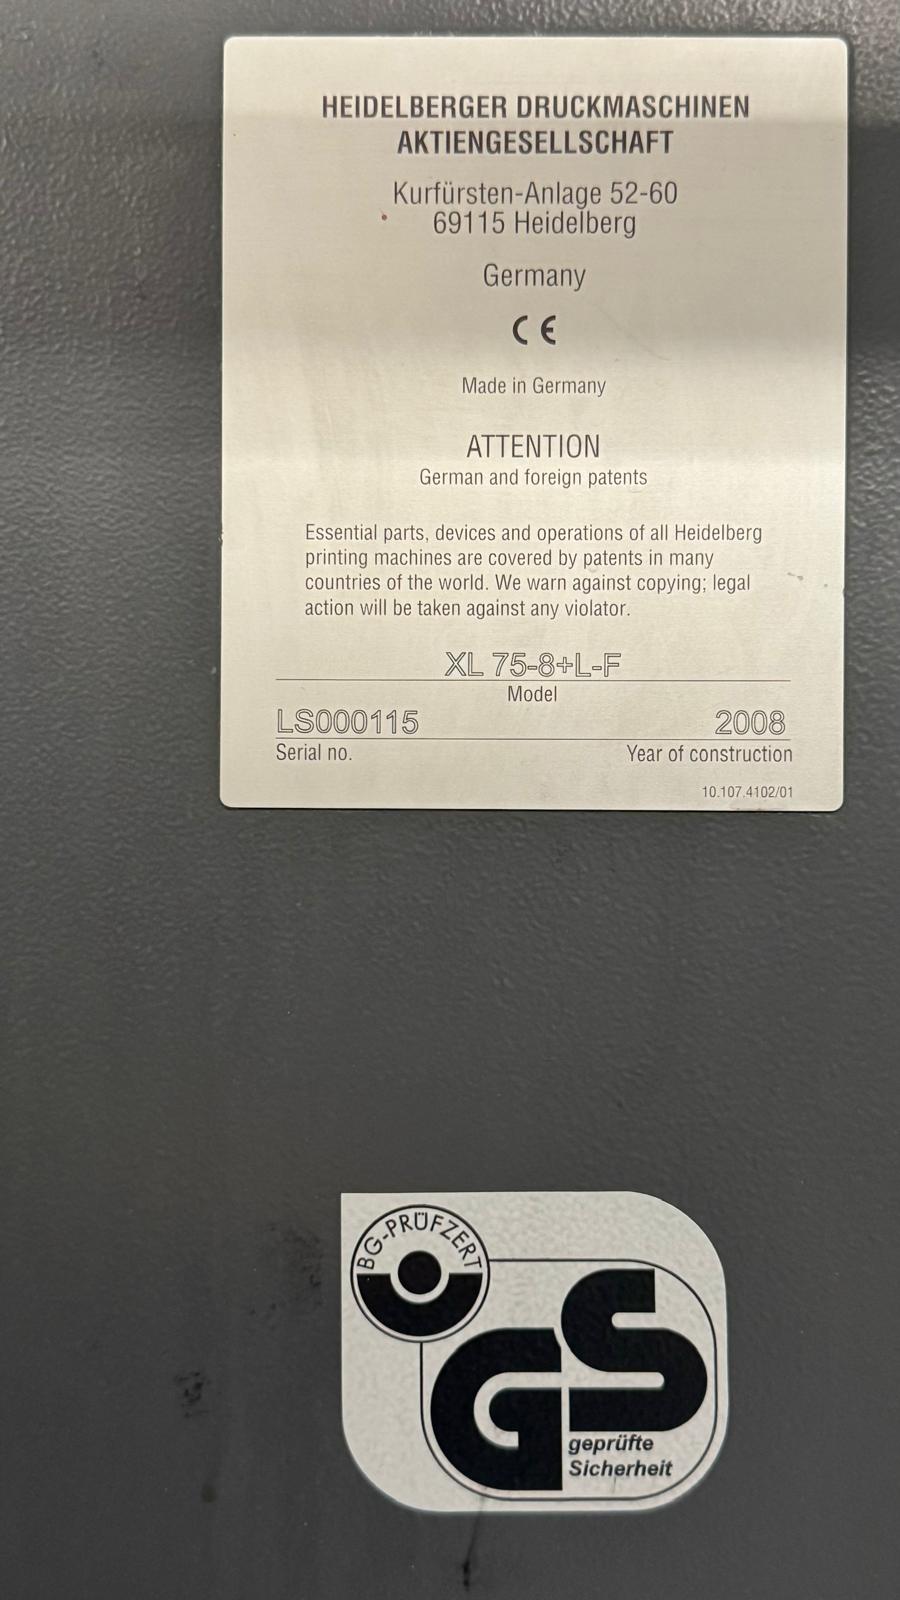 HEIDELBERGER DRUCKMASCHINEN
AKTIENGESELLSCHAFT
Kurfürsten-Anlage 52-60
69115 Heidelberg
Germany
CE
Made in Germany
ATTENTION
German and foreign patents
Essential parts, devices and operations of all Heidelberg
printing machines are covered by patents in many
countries of the world. We warn against copying; legal
action will be taken against any violator.
XL 75-8+L-F
Model
LS000115 2008
Serial no. Year of construction
10.107.4102/01
BG-PRÜFZERT
GS
geprüfte
Sicherheit